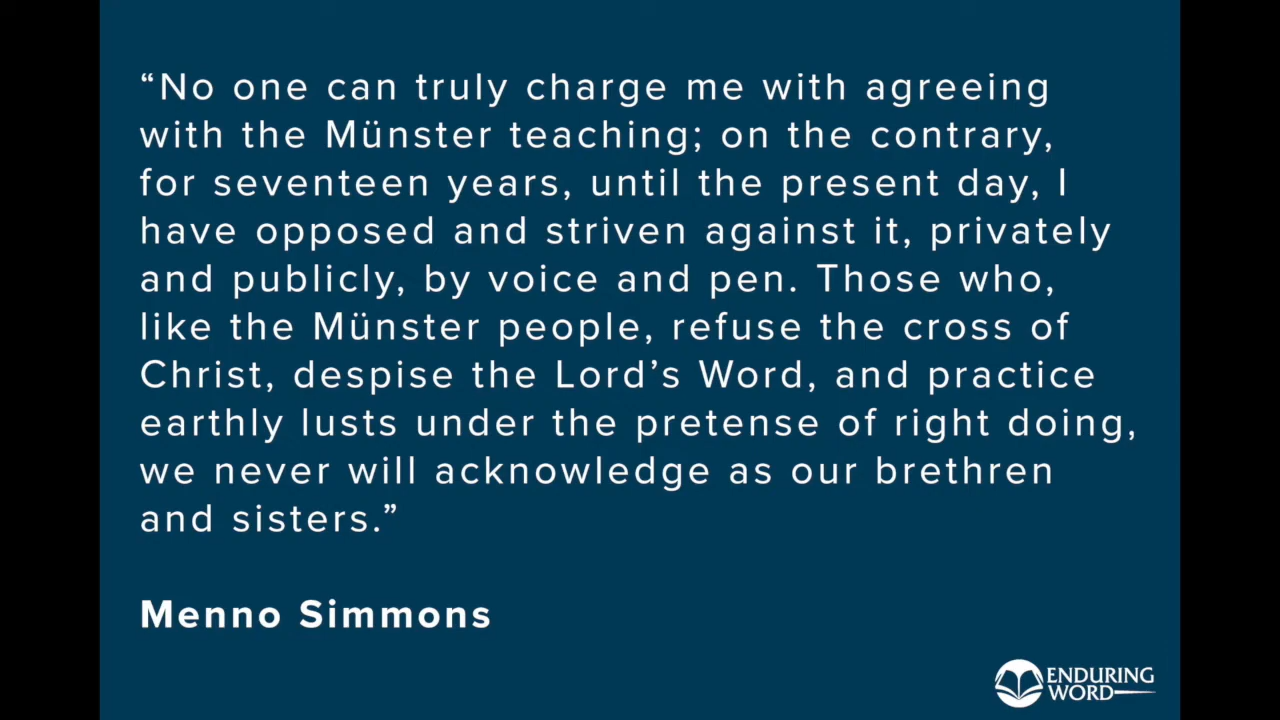 “No one can truly charge me with agreeing
with the Münster teaching; on the contrary,
for seventeen years, until the present day, I
have opposed and striven against it, privately
and publicly, by voice and pen. Those who,
like the Münster people, refuse the cross of
Christ, despise the Lord’s Word, and practice
earthly lusts under the pretense of right doing,
we never will acknowledge as our brethren
and sisters.”
Menno Simmons
ENDURING
WORD